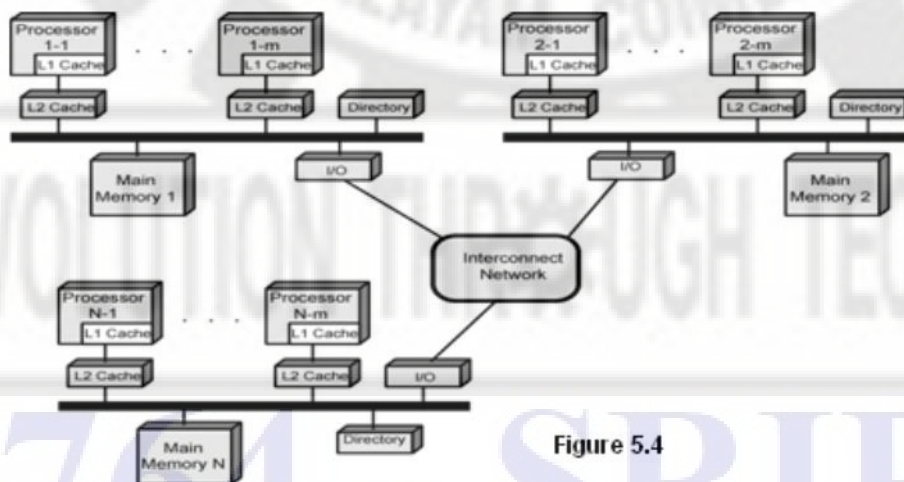 Processor 1-1
L1 Cache
. . . .
Processor 1-m
L1 Cache
L2 Cache
L2 Cache
Directory
Main Memory 1
I/O
Processor 2-1
L1 Cache
. . . .
Processor 2-m
L1 Cache
L2 Cache
L2 Cache
Directory
I/O
Main Memory 2
Interconnect Network
Processor N-1
L1 Cache
. . . .
Processor N-m
L1 Cache
L2 Cache
L2 Cache
I/O
Main Memory N
Directory
Figure 5.4